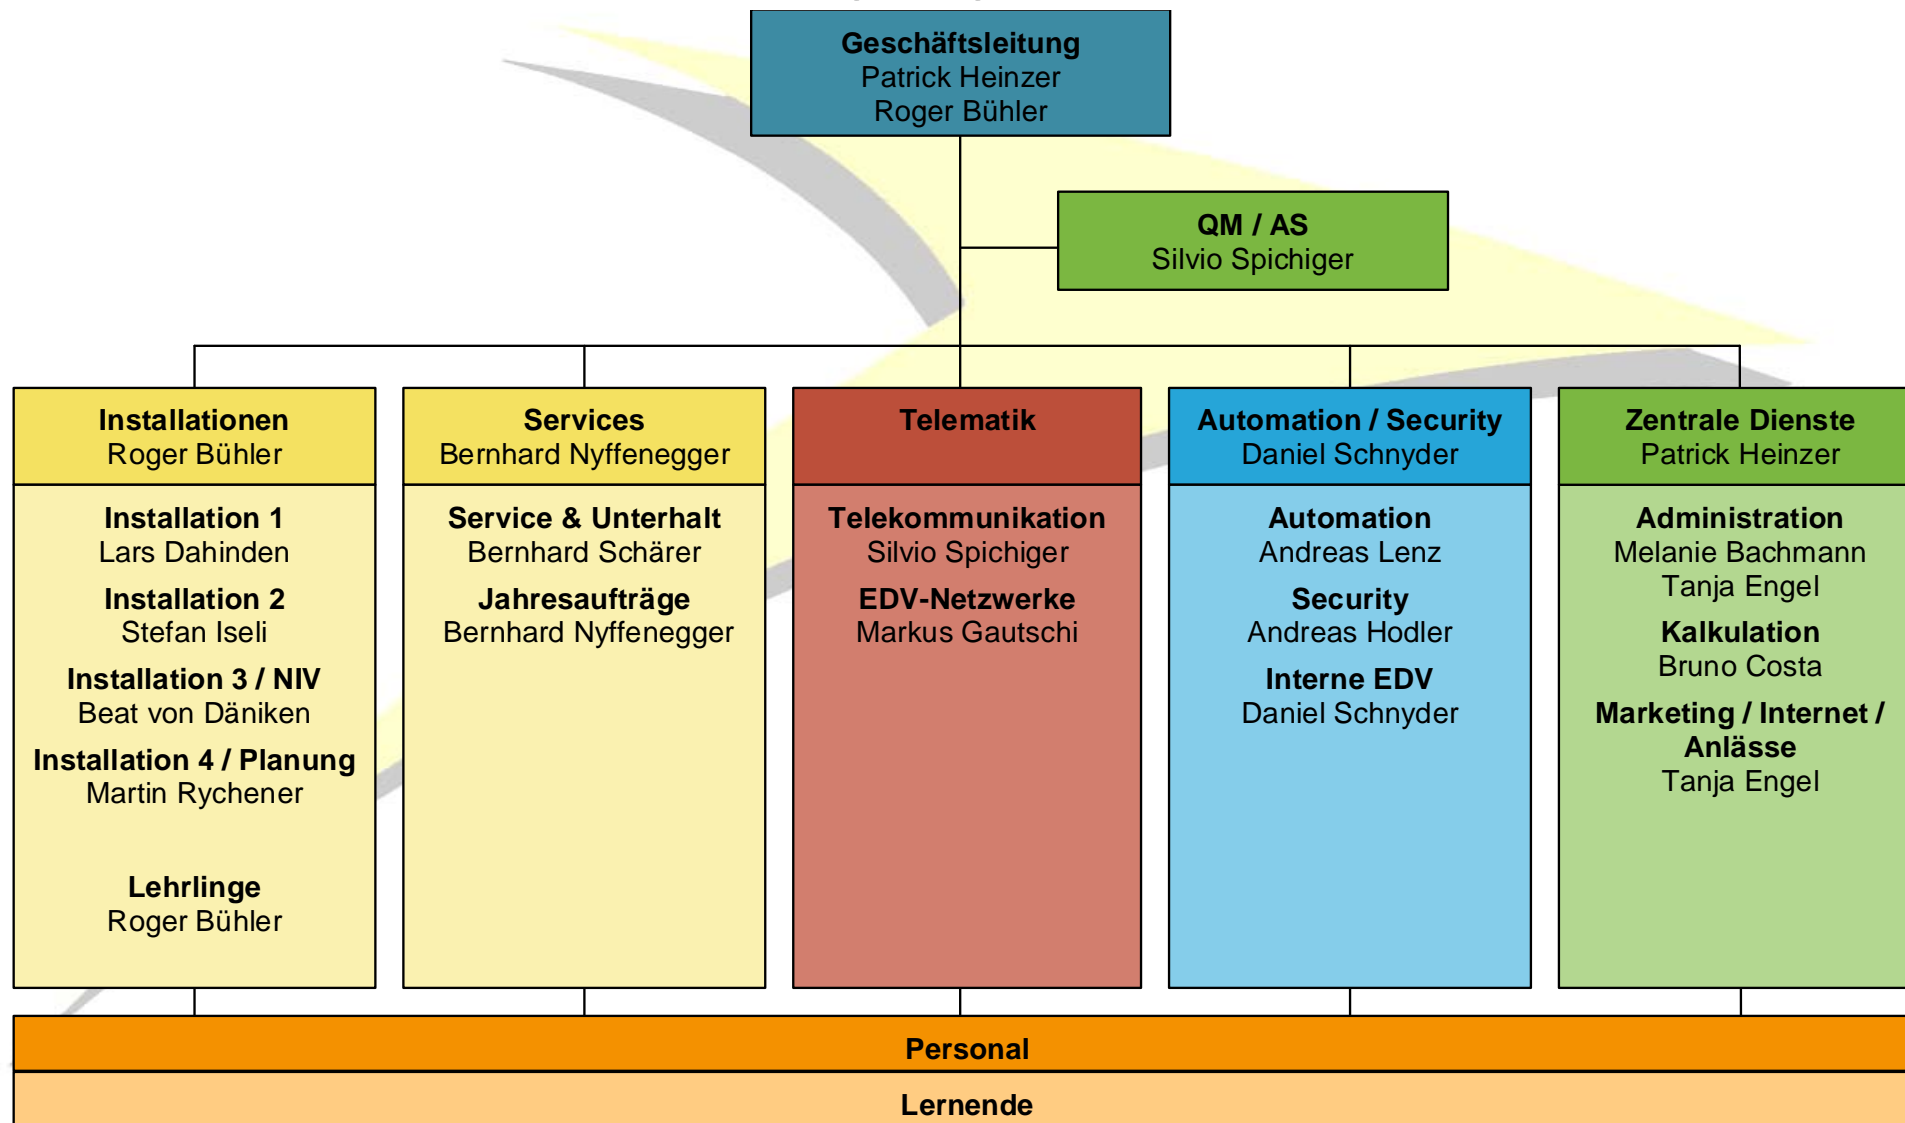 Geschäftsleitung
Patrick Heinzer
Roger Bühler
QM / AS
Silvio Spichiger
Installationen
Roger Bühler
Installation 1
Lars Dahinden
Installation 2
Stefan Iseli
Installation 3 / NIV
Beat von Däniken
Installation 4 / Planung
Martin Rychener
Lehrlinge
Roger Bühler
Services
Bernhard Nyffenegger
Service & Unterhalt
Bernhard Schärer
Jahresaufträge
Bernhard Nyffenegger
Telematik
Telekommunikation
Silvio Spichiger
EDV-Netzwerke
Markus Gautschi
Automation / Security
Daniel Schnyder
Automation
Andreas Lenz
Security
Andreas Hodler
Interne EDV
Daniel Schnyder
Zentrale Dienste
Patrick Heinzer
Administration
Melanie Bachmann
Tanja Engel
Kalkulation
Bruno Costa
Marketing / Internet /
Anlässe
Tanja Engel
Personal
Lernende